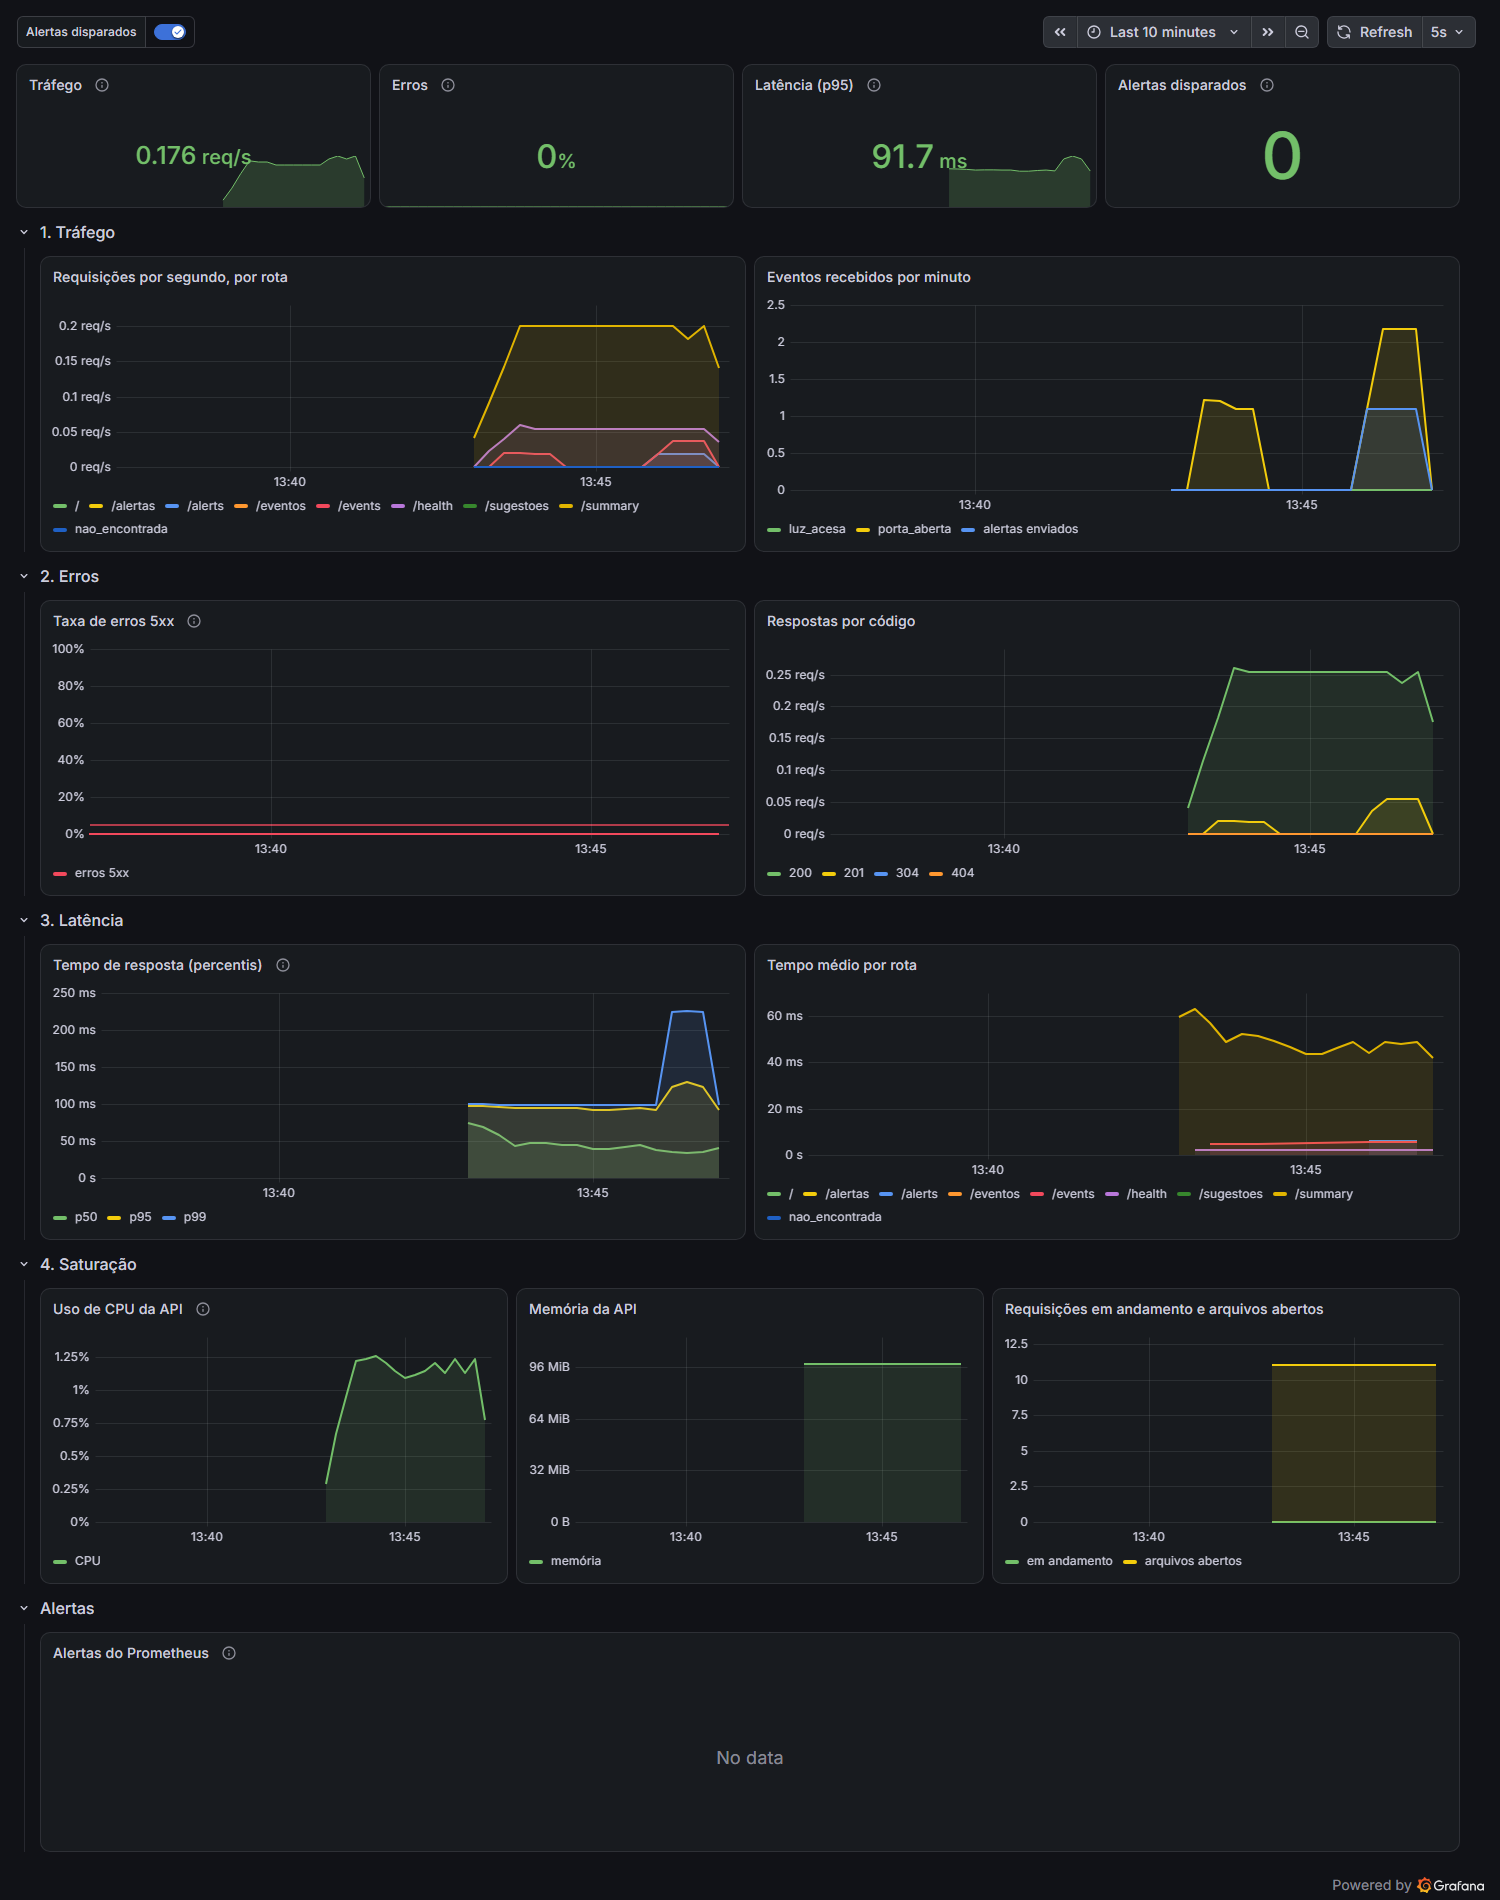 Alertas disparados
Last 10 minutes
Refresh
5s
Tráfego
0.176 req/s
Erros
0%
Latência (p95)
91.7 ms
Alertas disparados
0
1. Tráfego
Requisições por segundo, por rota
0.2 req/s
0.15 req/s
0.1 req/s
0.05 req/s
0 req/s
13:40 13:45
/ /alertas /alerts /eventos /events /health /sugestoes /summary
nao_encontrada
Eventos recebidos por minuto
2.5
2
1.5
1
0.5
0
13:40 13:45
luz_acesa porta_aberta alertas enviados
2. Erros
Taxa de erros 5xx
100%
80%
60%
40%
20%
0%
13:40 13:45
erros 5xx
Respostas por código
0.25 req/s
0.2 req/s
0.15 req/s
0.1 req/s
0.05 req/s
0 req/s
13:40 13:45
200 201 304 404
3. Latência
Tempo de resposta (percentis)
250 ms
200 ms
150 ms
100 ms
50 ms
0 s
13:40 13:45
p50 p95 p99
Tempo médio por rota
60 ms
40 ms
20 ms
0 s
13:40 13:45
/ /alertas /alerts /eventos /events /health /sugestoes /summary
nao_encontrada
4. Saturação
Uso de CPU da API
1.25%
1%
0.75%
0.5%
0.25%
0%
13:40 13:45
CPU
Memória da API
96 MiB
64 MiB
32 MiB
0 B
13:40 13:45
memória
Requisições em andamento e arquivos abertos
12.5
10
7.5
5
2.5
0
13:40 13:45
em andamento arquivos abertos
Alertas
Alertas do Prometheus
No data
Powered by Grafana